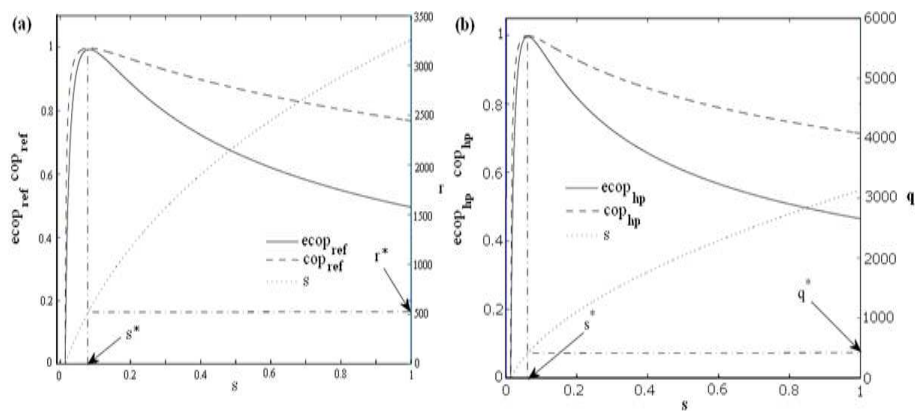 (a)
ecop_ref cop_ref
1
0.8
0.6
0.4
0.2
0
0 0.2 0.4 0.6 0.8 1
s
3500
3000
2500
2000
1500
1000
500
0
r
ecop_ref
cop_ref
s
r*
s*
(b)
ecop_hp cop_hp
1
0.8
0.6
0.4
0.2
0
0 0.2 0.4 0.6 0.8 1
s
6000
5000
4000
3000
2000
1000
0
q
ecop_hp
cop_hp
s
q*
s*